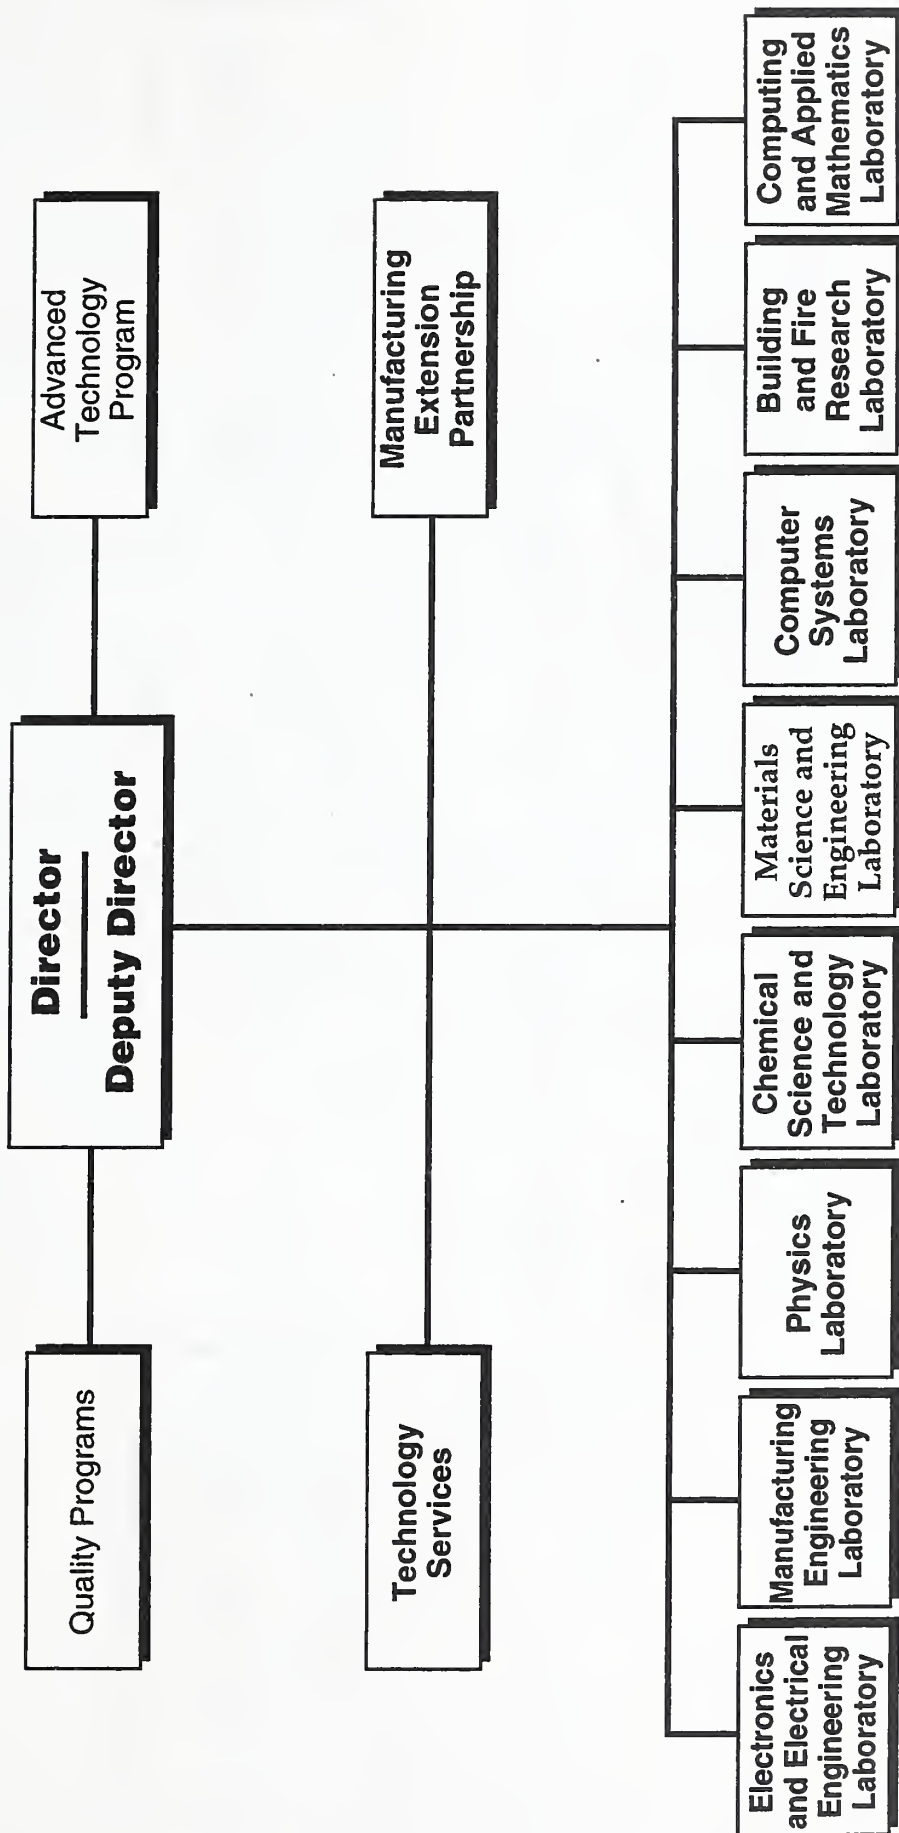 Director
Deputy Director
Quality Programs
Advanced
Technology
Program
Technology
Services
Manufacturing
Extension
Partnership
Electronics
and Electrical
Engineering
Laboratory
Manufacturing
Engineering
Laboratory
Physics
Laboratory
Chemical
Science and
Technology
Laboratory
Materials
Science and
Engineering
Laboratory
Computer
Systems
Laboratory
Building
and Fire
Research
Laboratory
Computing
and Applied
Mathematics
Laboratory